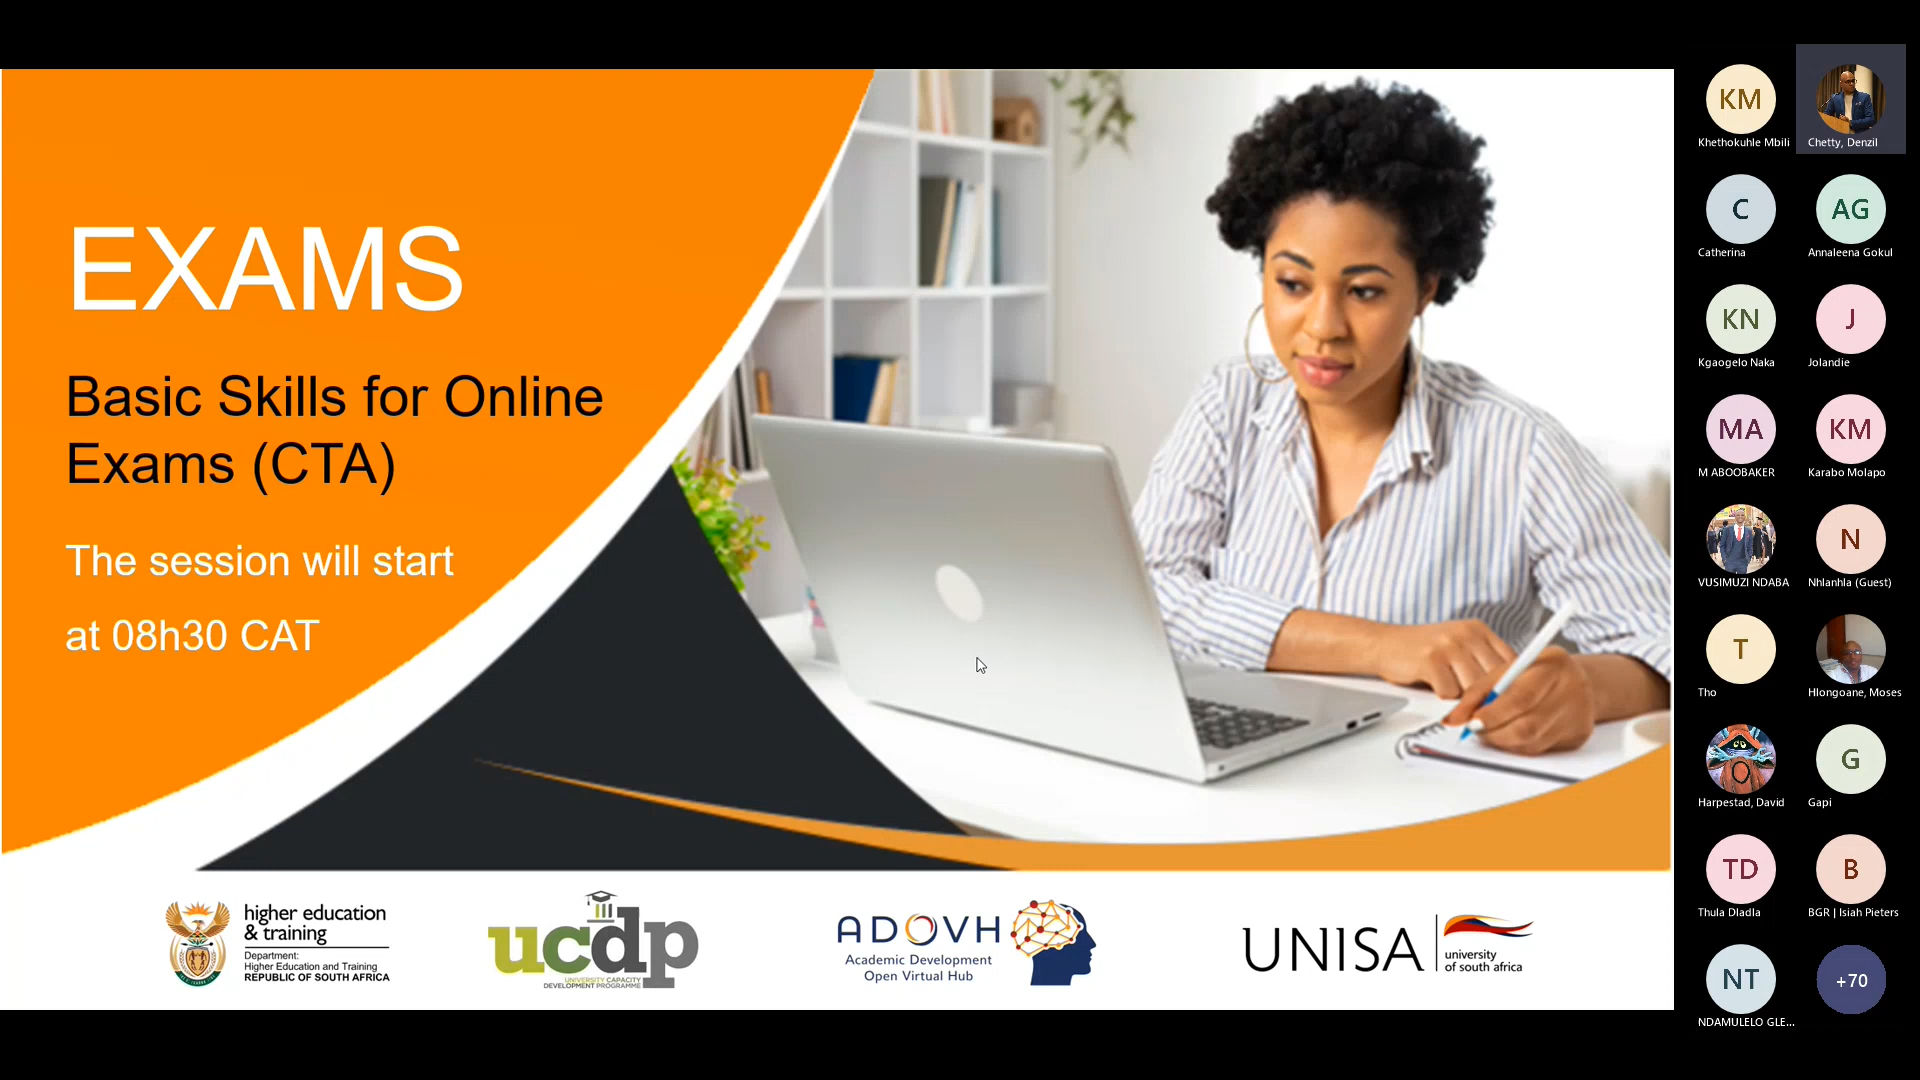 EXAMS
Basic Skills for Online
Exams (CTA)
The session will start
at 08h30 CAT
higher education
& training
Department:
Higher Education and Training
REPUBLIC OF SOUTH AFRICA
ucdp
UNIVERSITY CAPACITY
DEVELOPMENT PROGRAMME
ADOVH
Academic Development
Open Virtual Hub
UNISA
university
of south africa
KM
Khethokuhle Mbili
Chetty, Denzil
C
Catherina
AG
Annaleena Gokul
KN
Kgaogelo Naka
J
Jolandie
MA
M ABOOBAKER
KM
Karabo Molapo
VUSIMUZI NDABA
N
Nhlanhla (Guest)
T
Tho
Hlongoane, Moses
Harpestad, David
G
Gapi
TD
Thula Dladla
B
BGR | Isiah Pieters
NT
NDAMULELO GLE...
+70